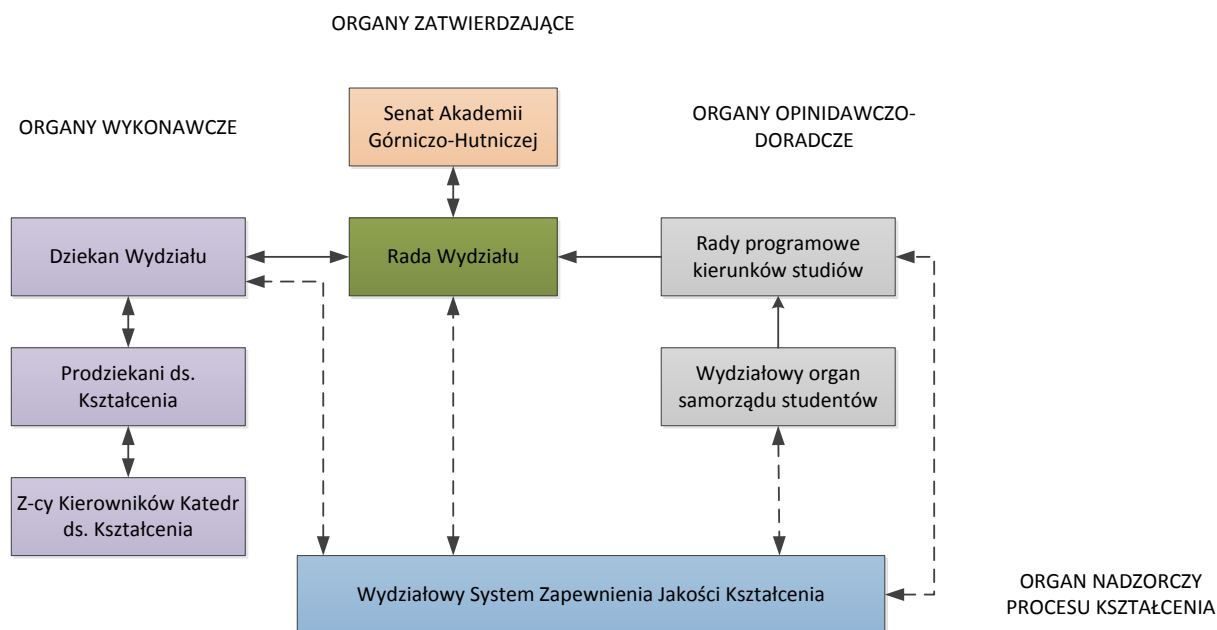 ORGANY ZATWIERDZAJĄCE
ORGANY WYKONAWCZE
Senat Akademii
Górniczo-Hutniczej
ORGANY OPINIDAWCZO-
DORADCZE
Dziekan Wydziału
Rada Wydziału
Rady programowe
kierunków studiów
Prodziekani ds.
Kształcenia
Wydziałowy organ
samorządu studentów
Z-cy Kierowników Katedr
ds. Kształcenia
Wydziałowy System Zapewnienia Jakości Kształcenia
ORGAN NADZORCZY
PROCESU KSZTAŁCENIA